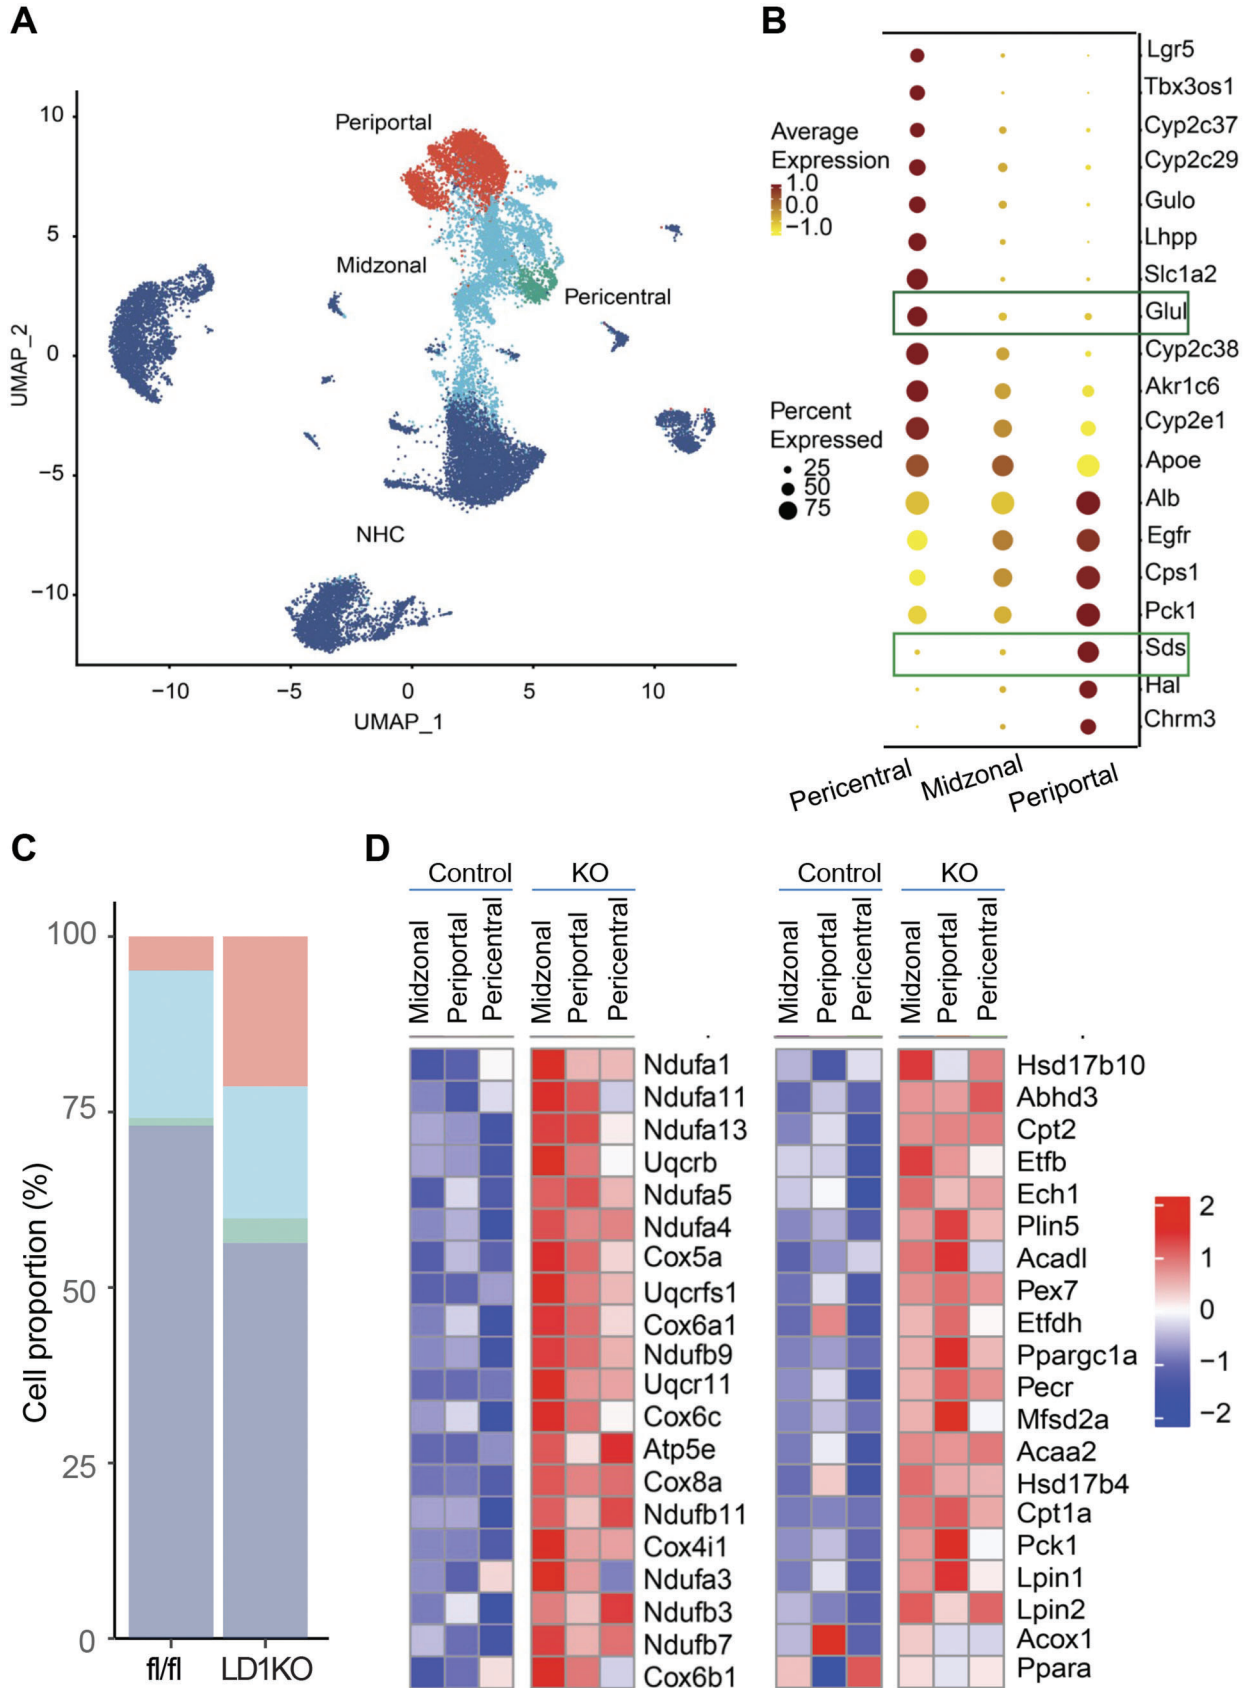 A
10
5
0
−5
−10
UMAP_2
−10
−5
0
5
10
UMAP_1
Periportal
Midzonal
Pericentral
NHC
B
Average
Expression
1.0
0.0
−1.0
Percent
Expressed
25
50
75
Lgr5
Tbx3os1
Cyp2c37
Cyp2c29
Gulo
Lhpp
Slc1a2
Glul
Cyp2c38
Akr1c6
Cyp2e1
Apoe
Alb
Egfr
Cps1
Pck1
Sds
Hal
Chrm3
Pericentral
Midzonal
Periportal
C
Cell proportion (%)
100
75
50
25
0
fl/fl
LD1KO
D
Control
KO
Midzonal
Periportal
Pericentral
Midzonal
Periportal
Pericentral
Ndufa1
Ndufa11
Ndufa13
Uqcrb
Ndufa5
Ndufa4
Cox5a
Uqcrfs1
Cox6a1
Ndufb9
Uqcr11
Cox6c
Atp5e
Cox8a
Ndufb11
Cox4i1
Ndufa3
Ndufb3
Ndufb7
Cox6b1
Control
KO
Midzonal
Periportal
Pericentral
Midzonal
Periportal
Pericentral
Hsd17b10
Abhd3
Cpt2
Etfb
Ech1
Plin5
Acadl
Pex7
Etfdh
Ppargc1a
Pecr
Mfsd2a
Acaa2
Hsd17b4
Cpt1a
Pck1
Lpin1
Lpin2
Acox1
Ppara
2
1
0
−1
−2